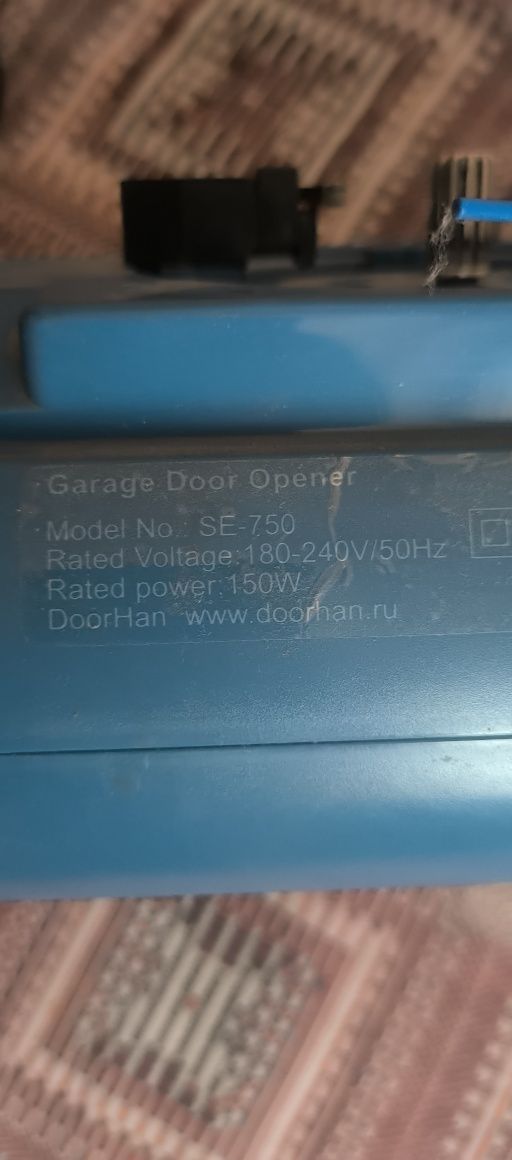 Garage Door Opener
Model No.: SE-750
Rated Voltage:180-240V/50Hz
Rated power:150W
DoorHan www.doorhan.ru